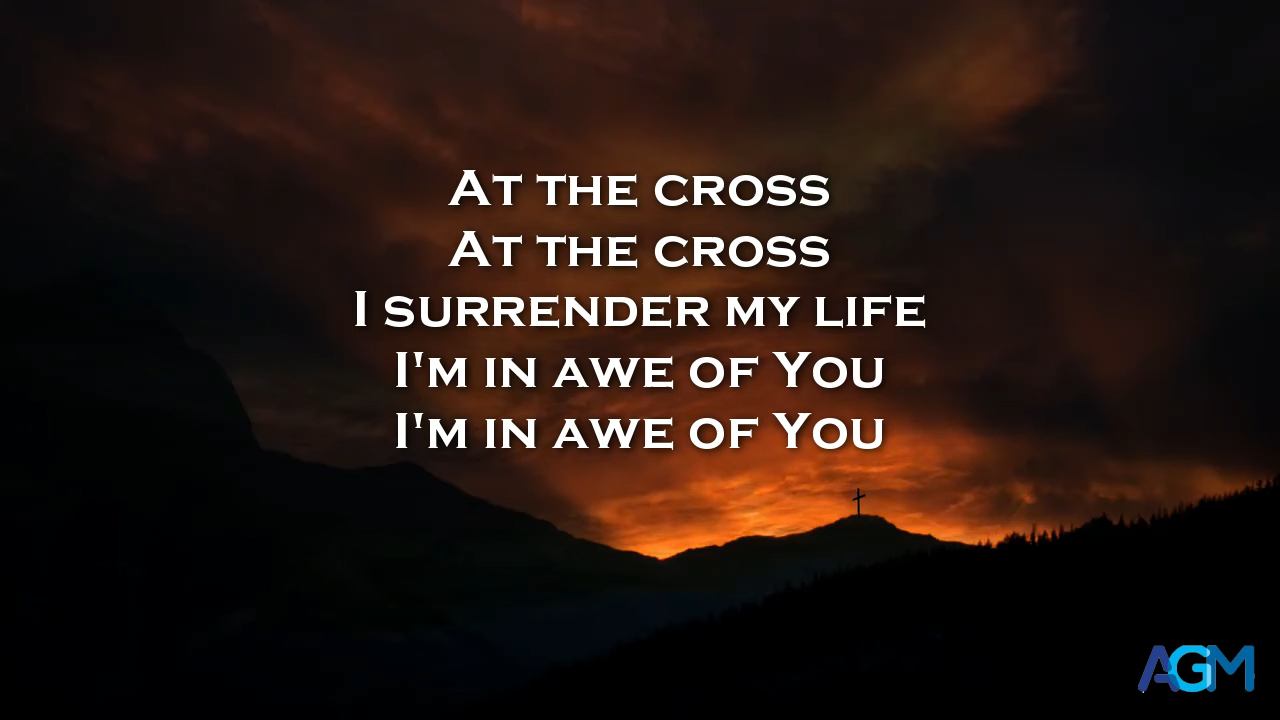 At the cross
At the cross
I surrender my life
I'm in awe of You
I'm in awe of You
AGM